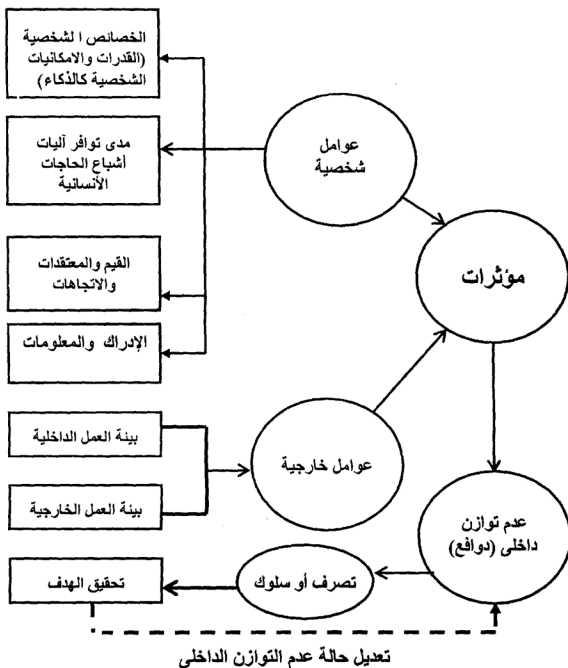 الخصائص الشخصية
(القدرات والامكانيات
الشخصية كالذكاء)
عوامل
شخصية
مدى توافر آليات
أشباع الحاجات
الأنسانية
القيم والمعتقدات
والاتجاهات
مؤثرات
الإدراك والمعلومات
بيئة العمل الداخلية
عوامل خارجية
بيئة العمل الخارجية
عدم توازن
داخلى (دوافع)
تصرف أو سلوك
تحقيق الهدف
تعديل حالة عدم التوازن الداخلى